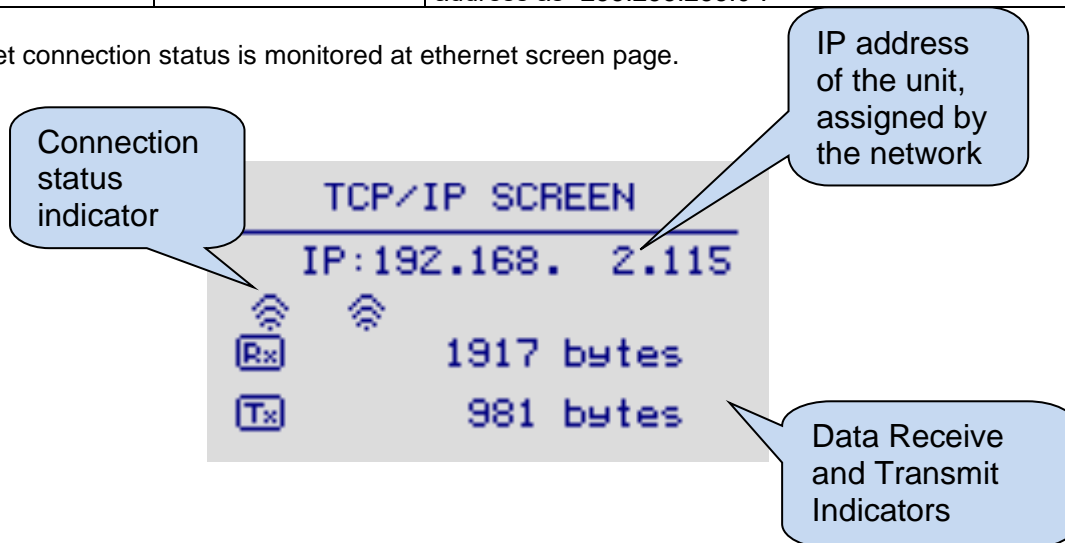 et connection status is monitored at ethernet screen page.
IP address
of the unit,
assigned by
the network
Connection
status
indicator
TCP/IP SCREEN
IP:192.168. 2.115
Rx 1917 bytes
Tx 981 bytes
Data Receive
and Transmit
Indicators